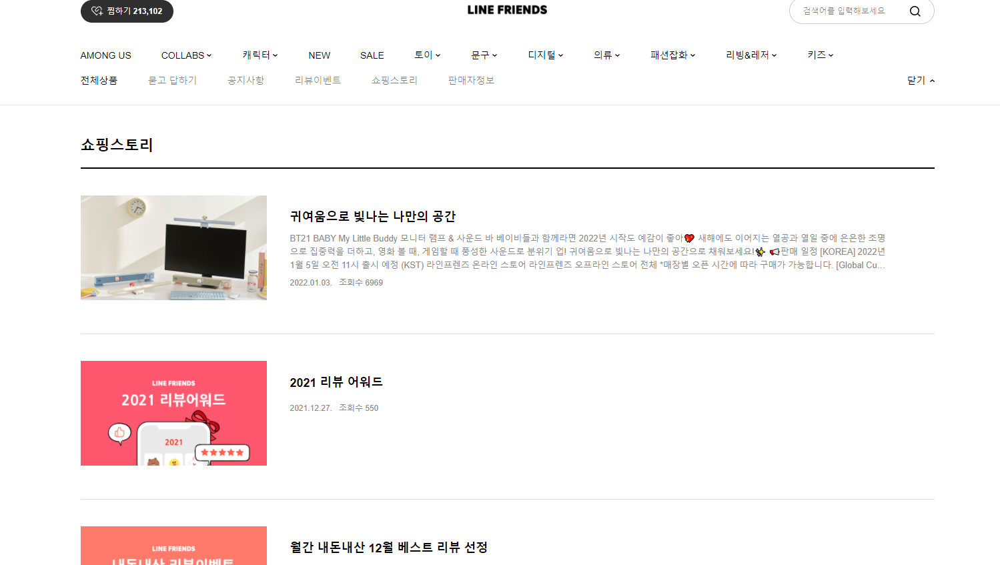 찜하기 213,102
LINE FRIENDS
검색어를 입력해보세요
AMONG US COLLABS 캐릭터 NEW SALE 토이 문구 디지털 의류 패션잡화 리빙&레저 키즈
전체상품 묻고 답하기 공지사항 리뷰이벤트 쇼핑스토리 판매자정보 닫기
쇼핑스토리
귀여움으로 빛나는 나만의 공간
BT21 BABY My Little Buddy 모니터 램프 & 사운드 바 베이비들과 함께라면 2022년 시작도 예감이 좋아💖 새해에도 이어지는 열공과 열일 중에 은은한 조명
으로 집중력을 더하고, 영화 볼 때, 게임할 때 풍성한 사운드로 분위기 업! 귀여움으로 빛나는 나만의 공간으로 채워보세요!✨ 📢판매 일정 [KOREA] 2022년
1월 5일 오전 11시 출시 예정 (KST) 라인프렌즈 온라인 스토어 라인프렌즈 오프라인 스토어 전체 *매장별 오픈 시간에 따라 구매가 가능합니다. [Global Cu...
2022.01.03. 조회수 6969
LINE FRIENDS
2021 리뷰어워드
2021
2021 리뷰 어워드
2021.12.27. 조회수 550
LINE FRIENDS
내돈내산 리뷰이벤트
월간 내돈내산 12월 베스트 리뷰 선정